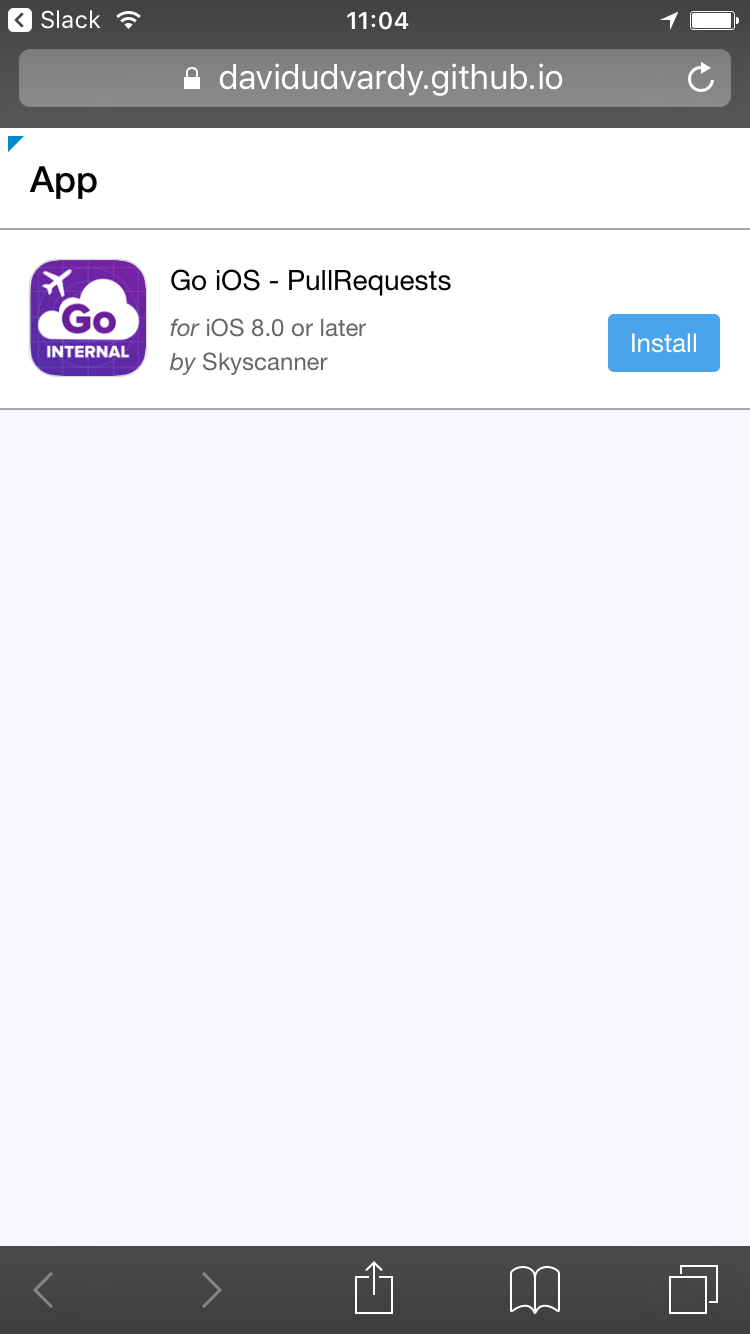 Slack 11:04
davidudvardy.github.io
App
Go iOS - PullRequests
for iOS 8.0 or later
by Skyscanner
Install
Go
INTERNAL